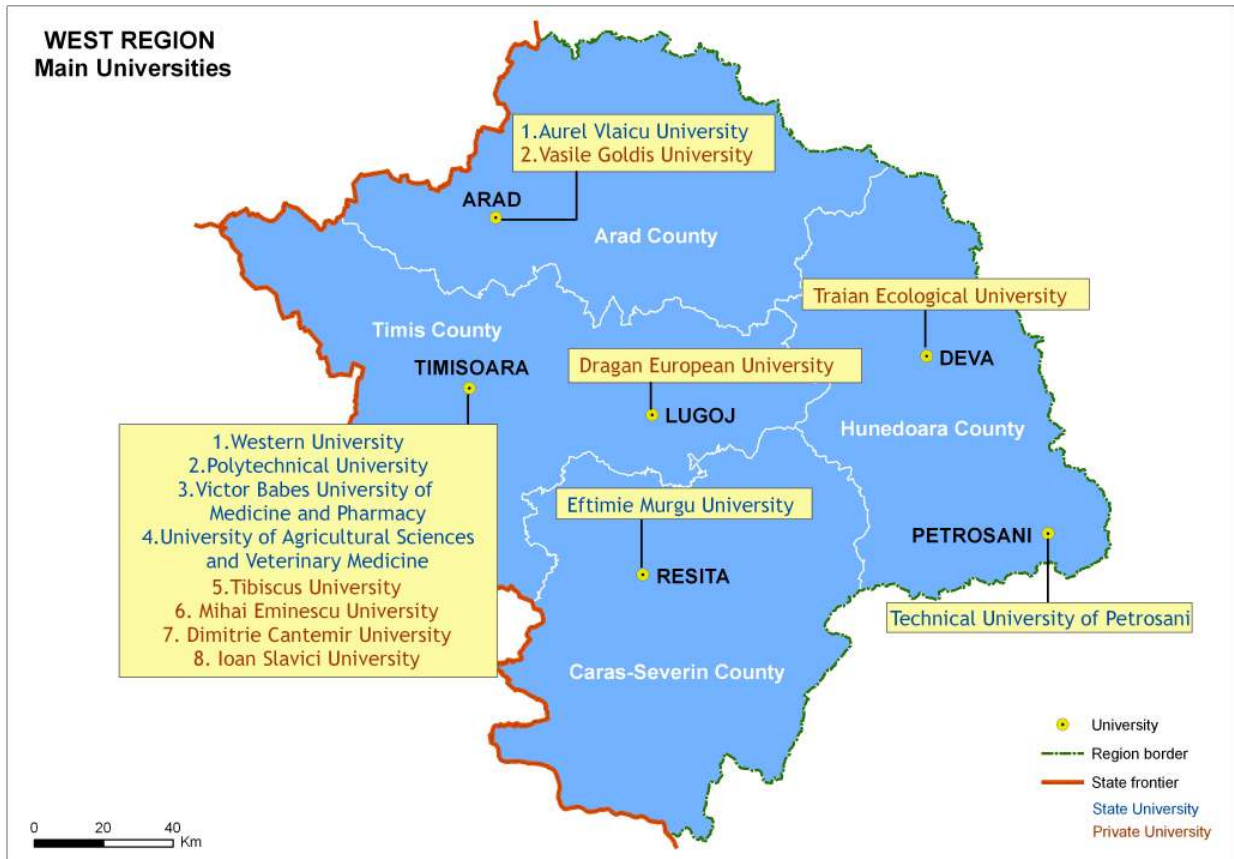 WEST REGION
Main Universities
1.Aurel Vlaicu University
2.Vasile Goldis University
ARAD
Arad County
Traian Ecological University
Timis County
TIMISOARA
Dragan European University
DEVA
LUGOJ
Hunedoara County
1.Western University
2.Polytechnical University
3.Victor Babes University of
Medicine and Pharmacy
4.University of Agricultural Sciences
and Veterinary Medicine
5.Tibiscus University
6. Mihai Eminescu University
7. Dimitrie Cantemir University
8. Ioan Slavici University
Eftimie Murgu University
RESITA
PETROSANI
Technical University of Petrosani
Caras-Severin County
University
Region border
State frontier
State University
Private University
0 20 40
Km